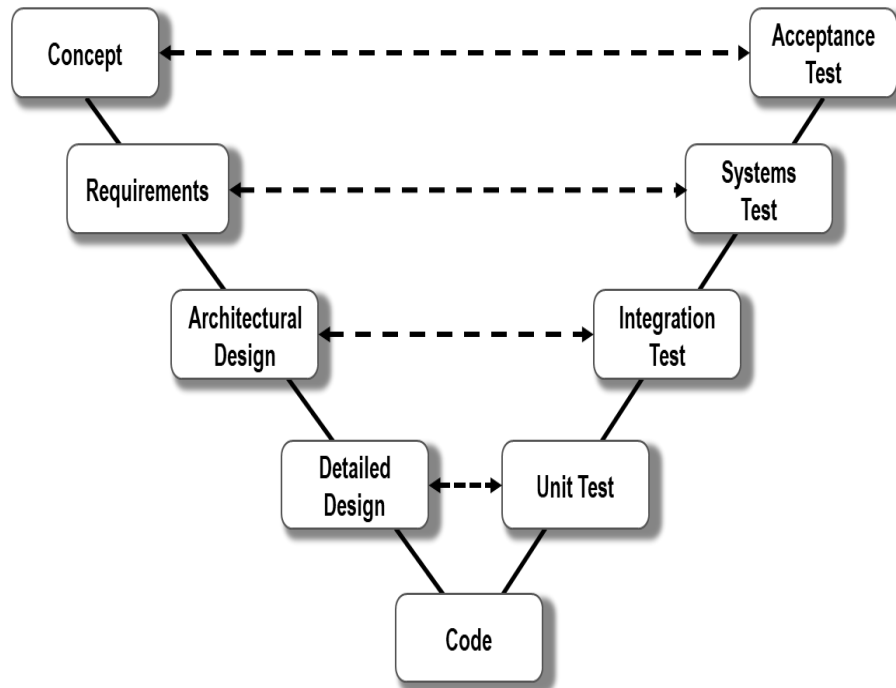 Concept
Acceptance
Test
Requirements
Systems
Test
Architectural
Design
Integration
Test
Detailed
Design
Unit Test
Code